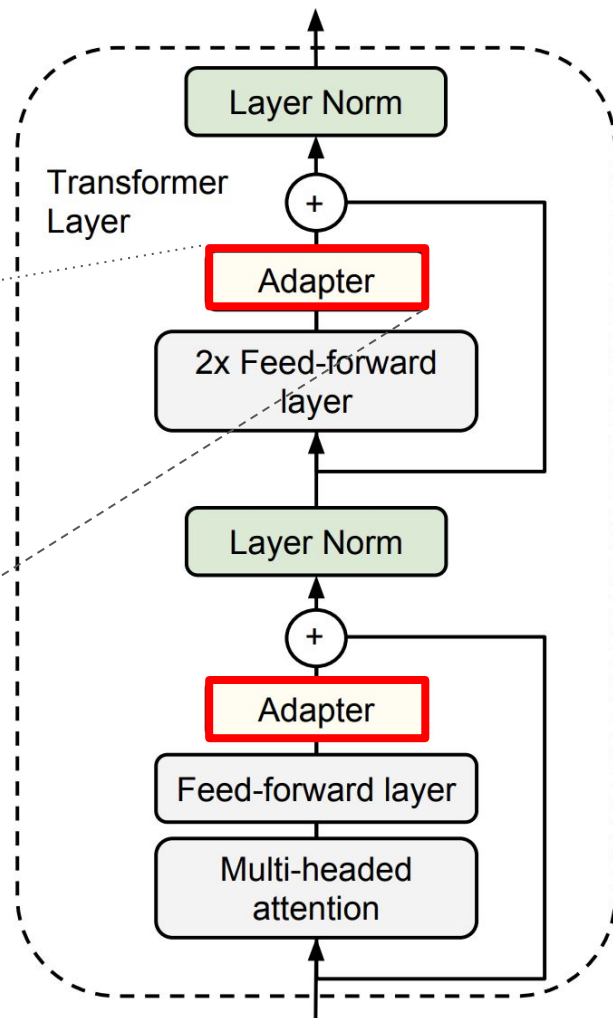 Layer Norm
Transformer
Layer
+
Adapter
2x Feed-forward
layer
Layer Norm
+
Adapter
Feed-forward layer
Multi-headed
attention